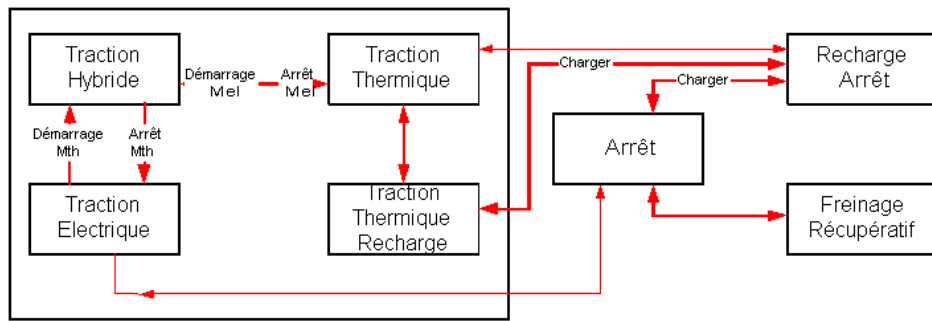 Traction
Hybride
Démarrage
Mel
Arrêt
Mel
Traction
Thermique
Charger
Recharge
Arrêt
Charger
Démarrage
Mth
Arrêt
Mth
Arrêt
Traction
Electrique
Traction
Thermique
Recharge
Freinage
Récupératif